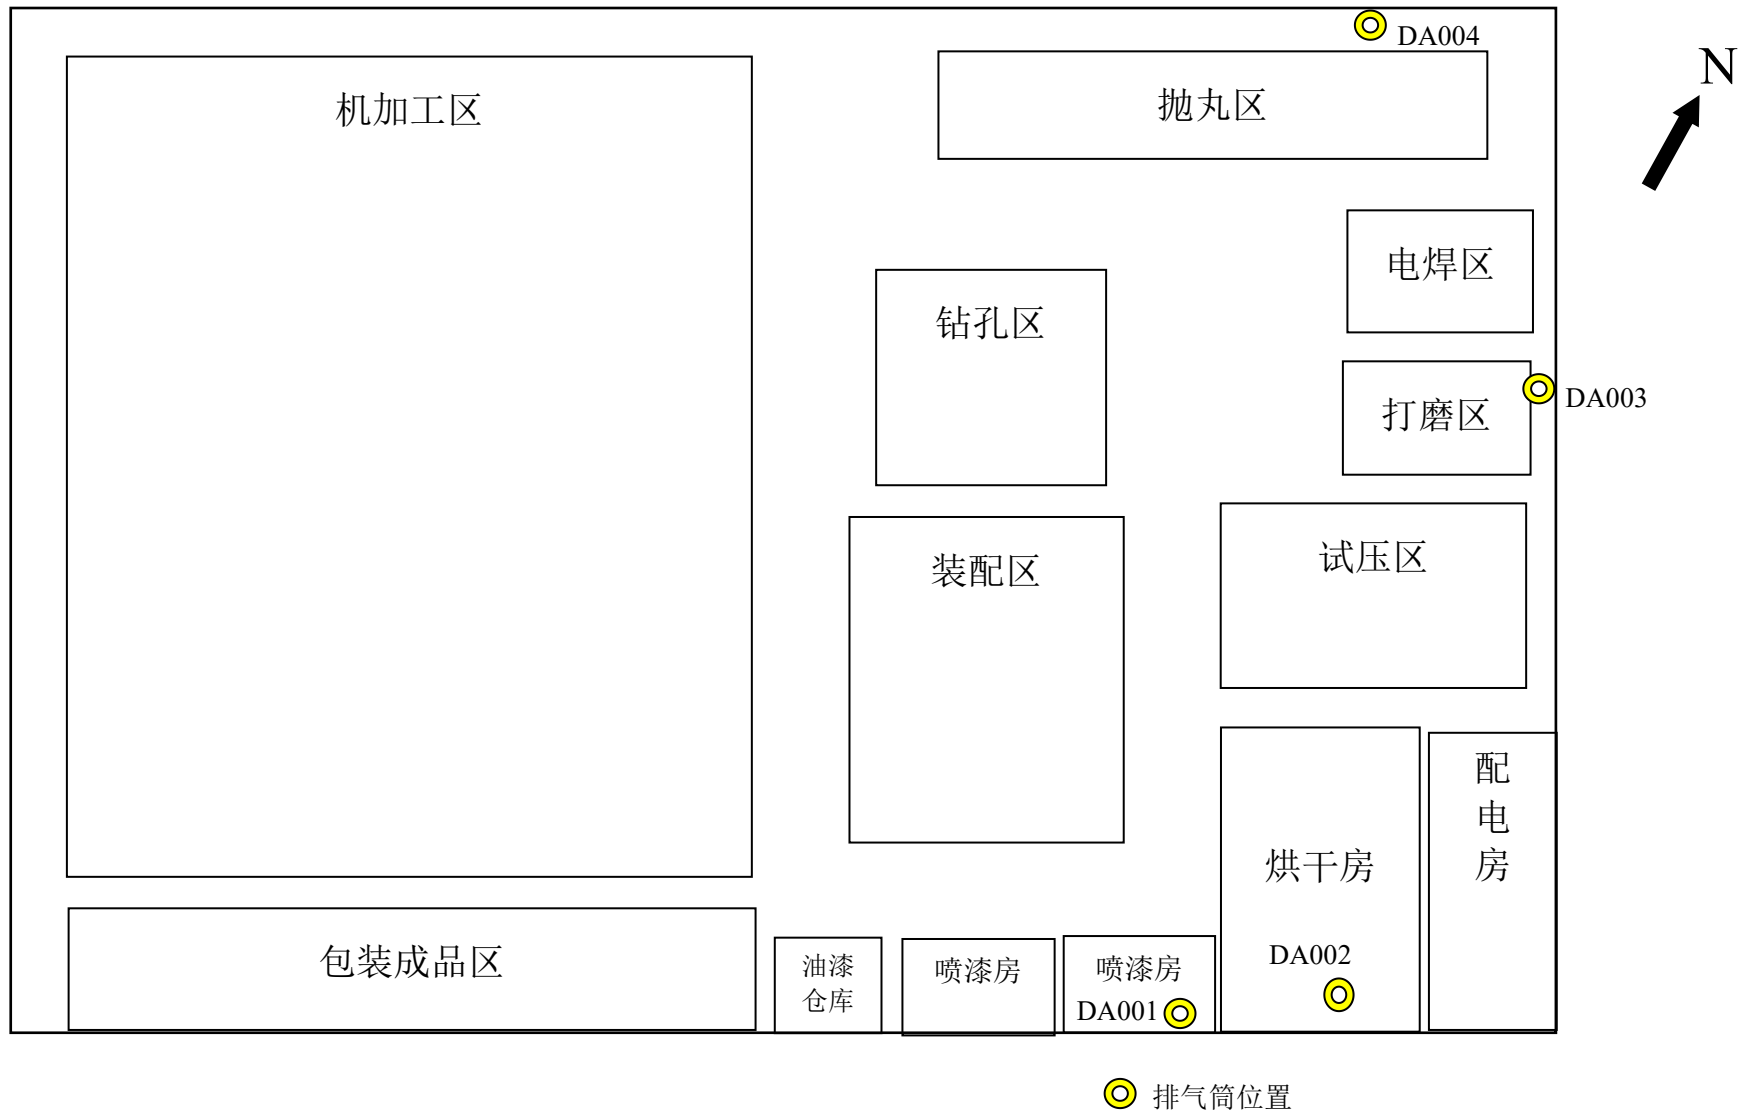 DA004
N
机加工区
抛丸区
电焊区
钻孔区
DA003
打磨区
装配区
试压区
配
电
房
烘干房
包装成品区
油漆
仓库
喷漆房
喷漆房
DA001
DA002
排气筒位置